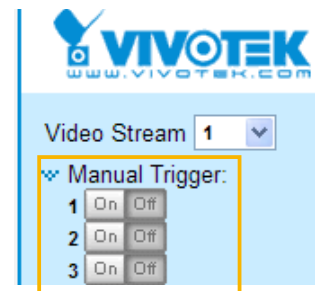 VIVOTEK
www.vivotek.com
Video Stream 1
Manual Trigger:
1 On Off
2 On Off
3 On Off